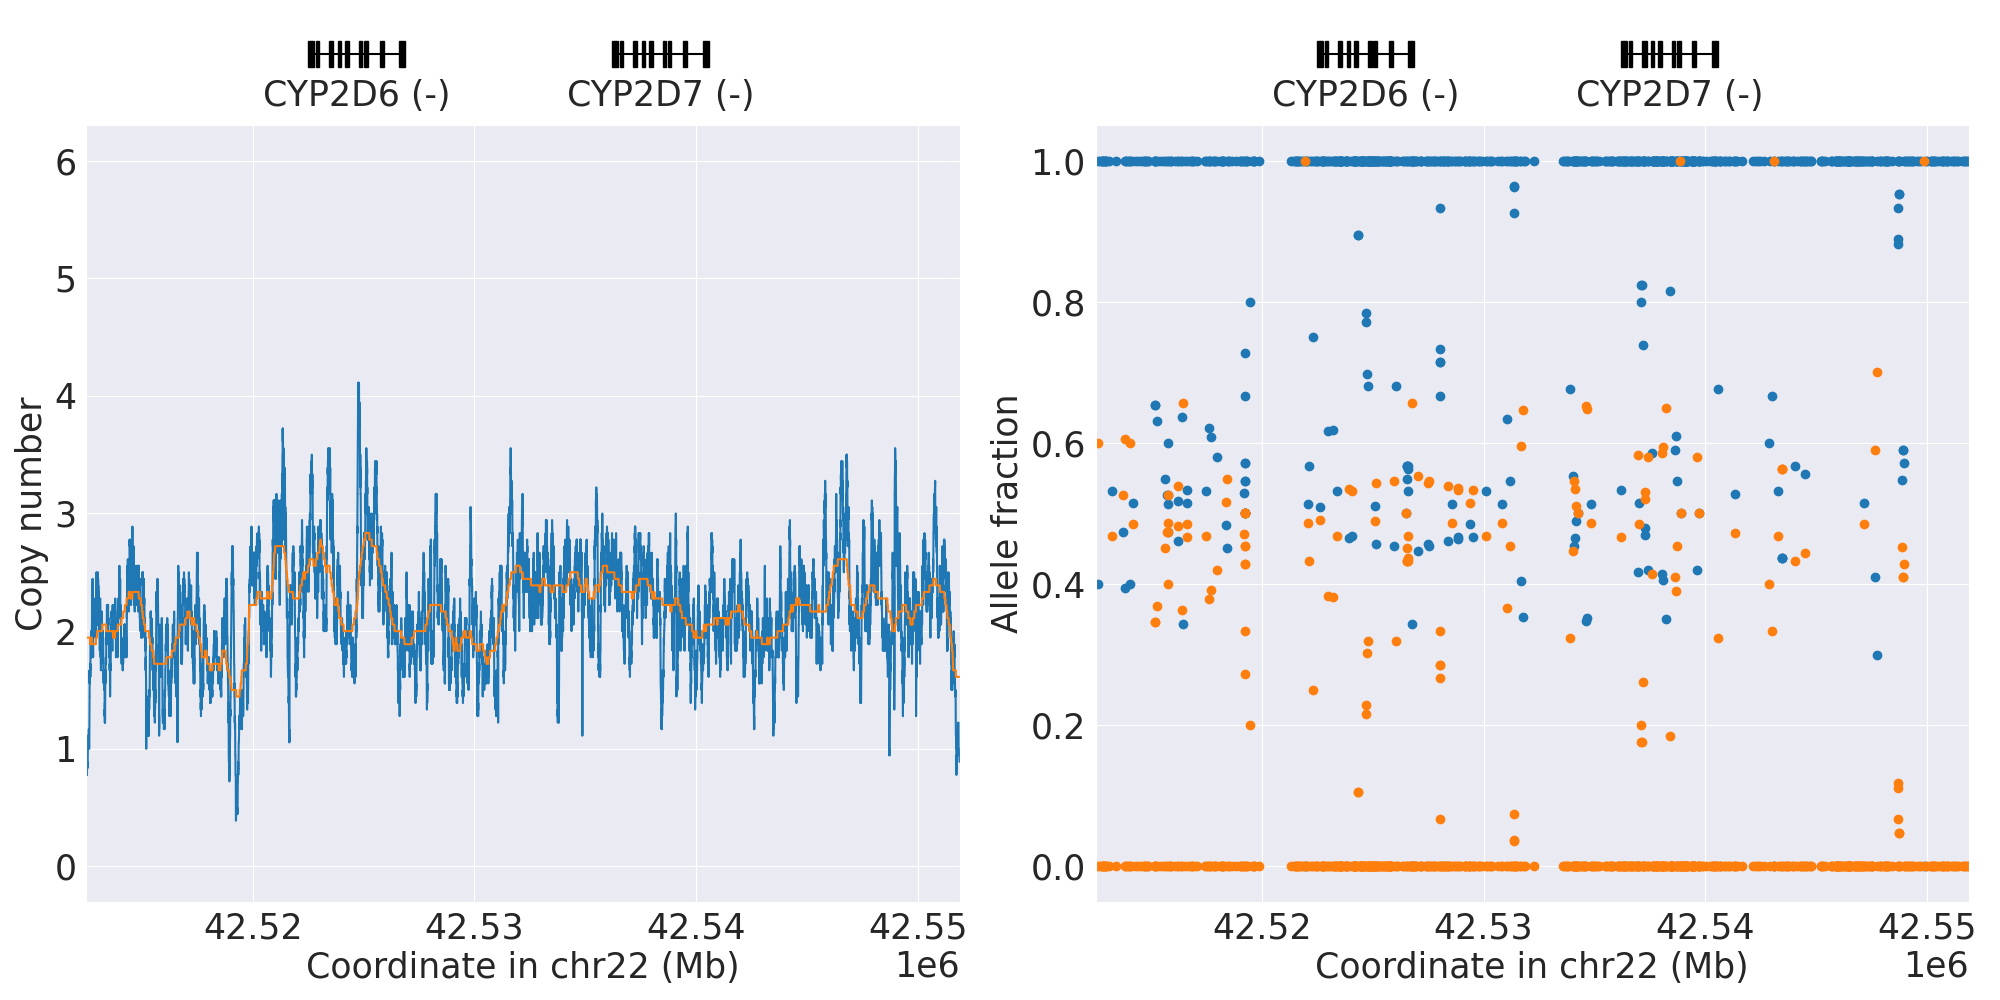 CYP2D6 (-) CYP2D7 (-)
6
5
4
3
2
1
0
Copy number
42.52 42.53 42.54 42.55
Coordinate in chr22 (Mb) 1e6
CYP2D6 (-) CYP2D7 (-)
1.0
0.8
0.6
0.4
0.2
0.0
Allele fraction
42.52 42.53 42.54 42.55
Coordinate in chr22 (Mb) 1e6